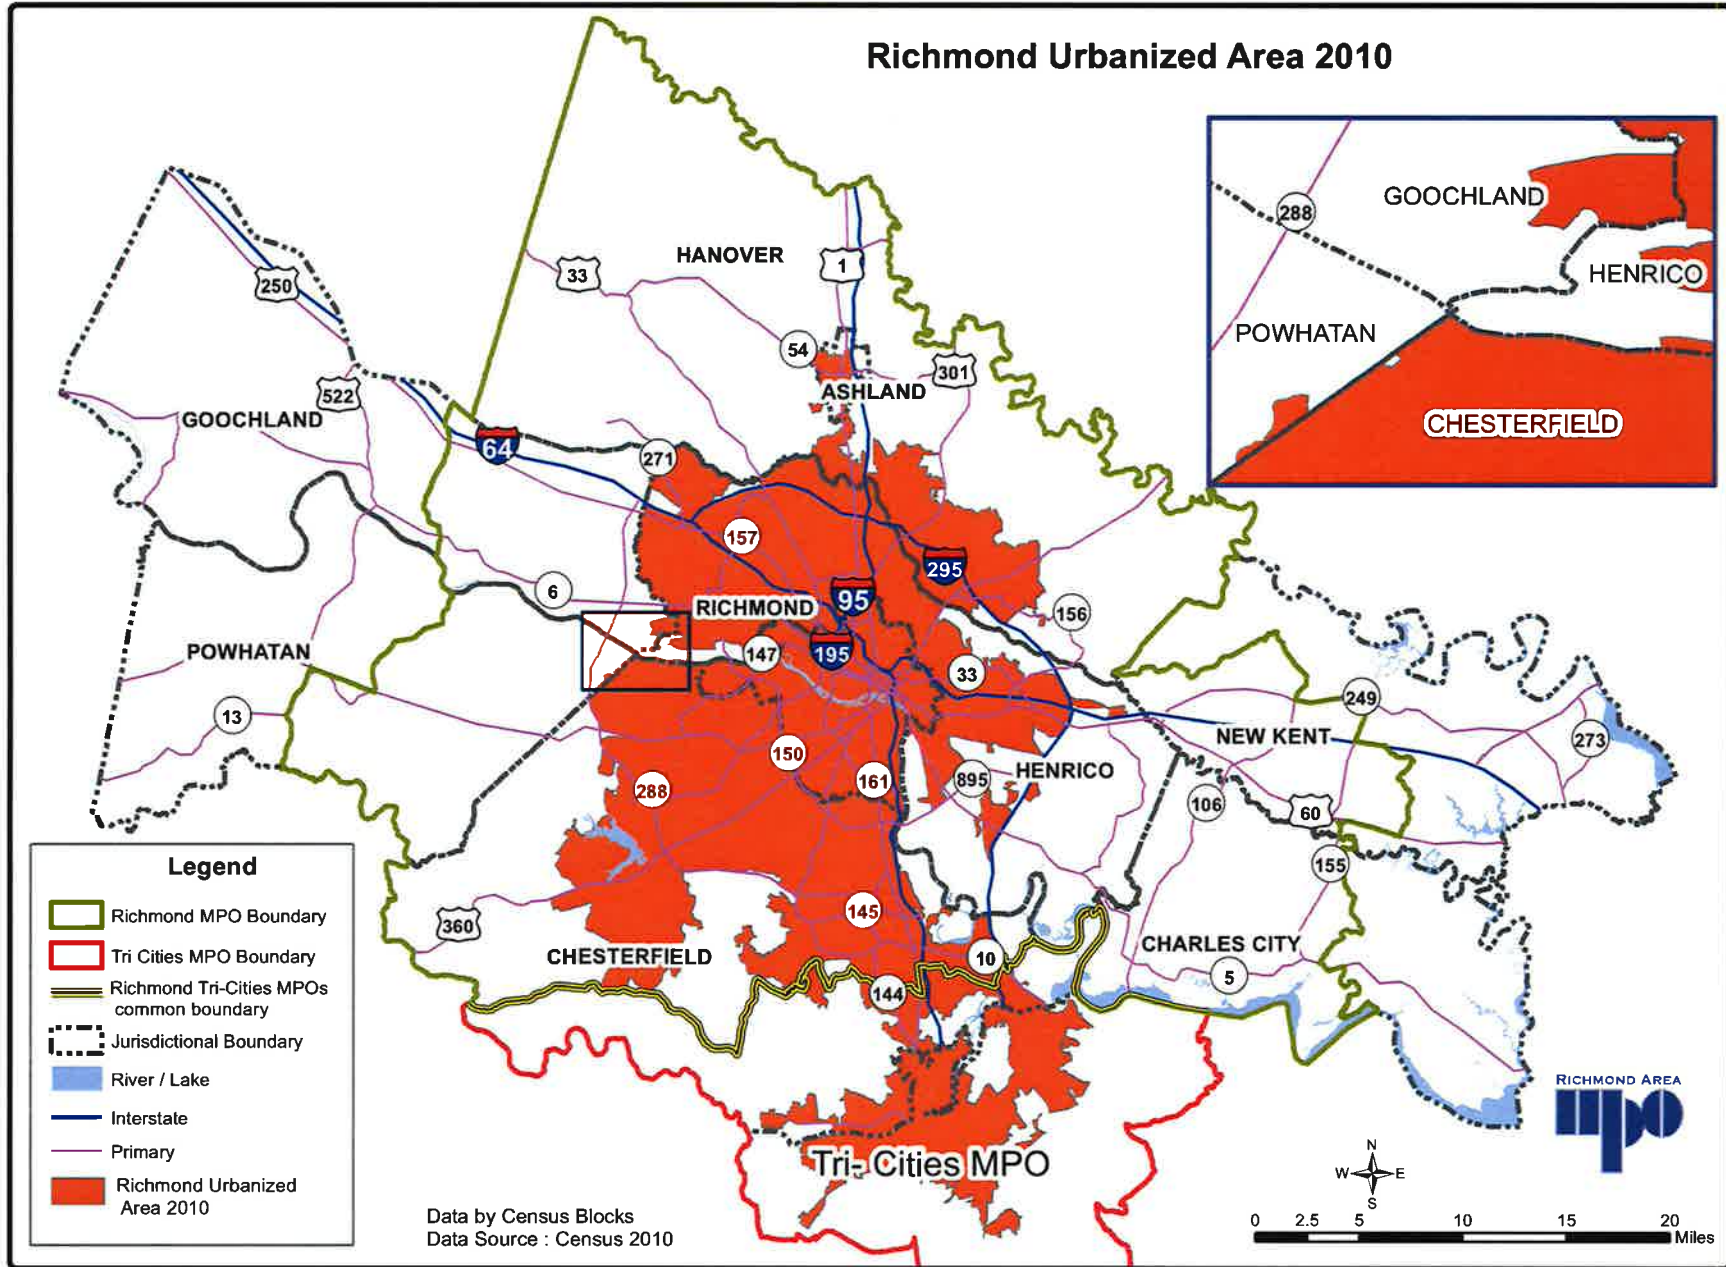 Richmond Urbanized Area 2010
GOOCHLAND
288
HENRICO
POWHATAN
CHESTERFIELD
HANOVER
33
1
250
54
301
522
ASHLAND
GOOCHLAND
64
271
157
295
95
6
RICHMOND
156
POWHATAN
147
195
33
249
13
NEW KENT
273
150
161
895
HENRICO
288
106
60
155
145
360
CHESTERFIELD
10
CHARLES CITY
5
144
Tri- Cities MPO
Legend
Richmond MPO Boundary
Tri Cities MPO Boundary
Richmond Tri-Cities MPOs
common boundary
Jurisdictional Boundary
River / Lake
Interstate
Primary
Richmond Urbanized
Area 2010
Data by Census Blocks
Data Source : Census 2010
RICHMOND AREA
mpo
N
W E
S
0 2.5 5 10 15 20
Miles